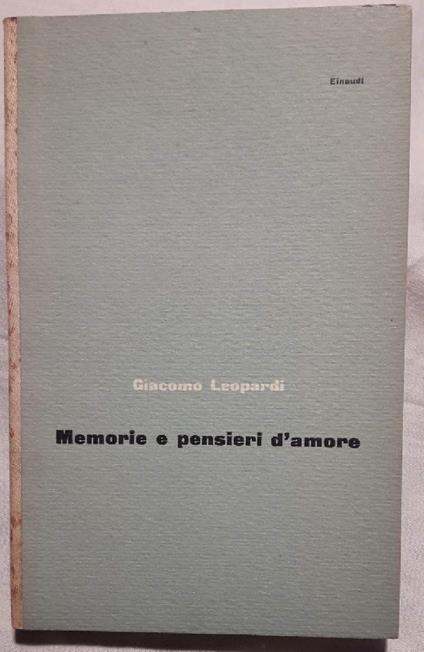 Einaudi
Giacomo Leopardi
Memorie e pensieri d'amore